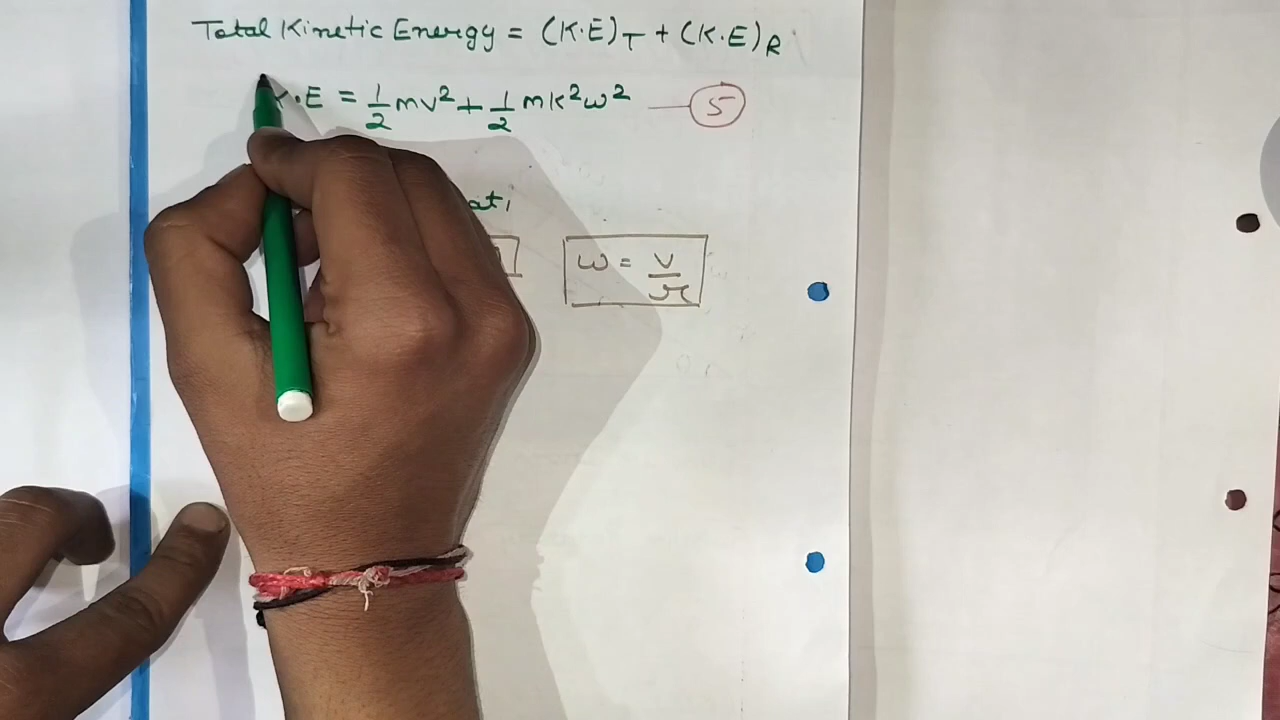 Total Kinetic Energy = (K.E)T + (K.E)R
K.E = 1/2 mv² + 1/2 mk²ω² — 5
ω = v/r